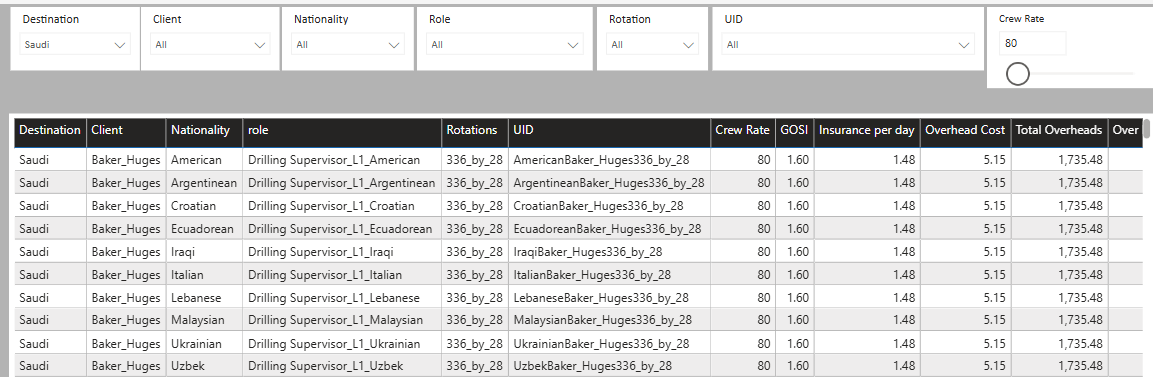 Destination Client Nationality Role Rotation UID Crew Rate
Saudi All All All All All 80
Destination Client Nationality role Rotations UID Crew Rate GOSI Insurance per day Overhead Cost Total Overheads Over
Saudi Baker_Huges American Drilling Supervisor_L1_American 336_by_28 AmericanBaker_Huges336_by_28 80 1.60 1.48 5.15 1,735.48
Saudi Baker_Huges Argentinean Drilling Supervisor_L1_Argentinean 336_by_28 ArgentineanBaker_Huges336_by_28 80 1.60 1.48 5.15 1,735.48
Saudi Baker_Huges Croatian Drilling Supervisor_L1_Croatian 336_by_28 CroatianBaker_Huges336_by_28 80 1.60 1.48 5.15 1,735.48
Saudi Baker_Huges Ecuadorean Drilling Supervisor_L1_Ecuadorean 336_by_28 EcuadoreanBaker_Huges336_by_28 80 1.60 1.48 5.15 1,735.48
Saudi Baker_Huges Iraqi Drilling Supervisor_L1_Iraqi 336_by_28 IraqiBaker_Huges336_by_28 80 1.60 1.48 5.15 1,735.48
Saudi Baker_Huges Italian Drilling Supervisor_L1_Italian 336_by_28 ItalianBaker_Huges336_by_28 80 1.60 1.48 5.15 1,735.48
Saudi Baker_Huges Lebanese Drilling Supervisor_L1_Lebanese 336_by_28 LebaneseBaker_Huges336_by_28 80 1.60 1.48 5.15 1,735.48
Saudi Baker_Huges Malaysian Drilling Supervisor_L1_Malaysian 336_by_28 MalaysianBaker_Huges336_by_28 80 1.60 1.48 5.15 1,735.48
Saudi Baker_Huges Ukrainian Drilling Supervisor_L1_Ukrainian 336_by_28 UkrainianBaker_Huges336_by_28 80 1.60 1.48 5.15 1,735.48
Saudi Baker_Huges Uzbek Drilling Supervisor_L1_Uzbek 336_by_28 UzbekBaker_Huges336_by_28 80 1.60 1.48 5.15 1,735.48